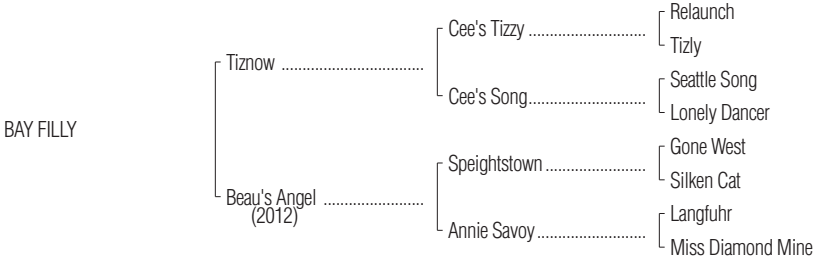 Relaunch
Cee's Tizzy ..............................
Tizly
Tiznow ....................................
Seattle Song
Cee's Song..............................
Lonely Dancer
BAY FILLY
Gone West
Speightstown ..........................
Silken Cat
Beau's Angel .........................
(2012)
Langfuhr
Annie Savoy............................
Miss Diamond Mine